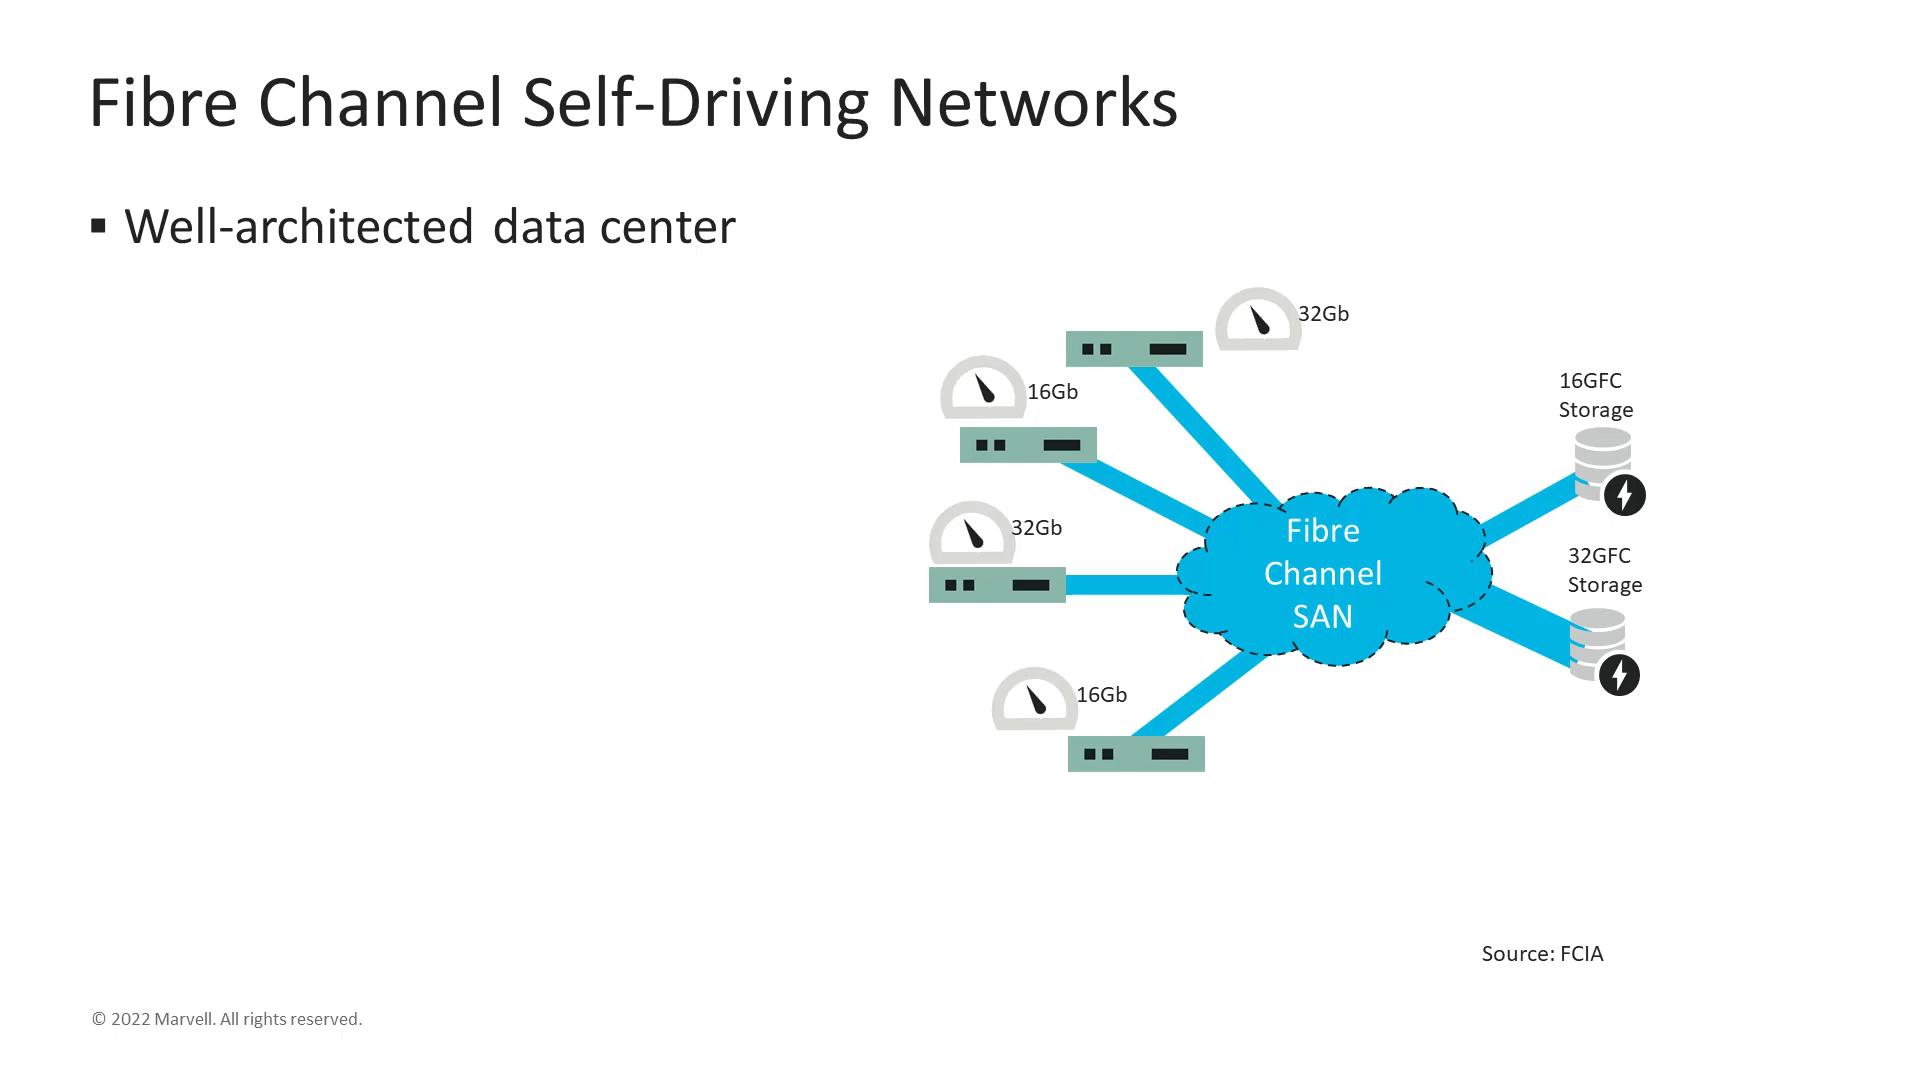 Fibre Channel Self-Driving Networks
▪ Well-architected data center
32Gb
16Gb
16GFC
Storage
32Gb
Fibre
Channel
SAN
32GFC
Storage
16Gb
Source: FCIA
© 2022 Marvell. All rights reserved.